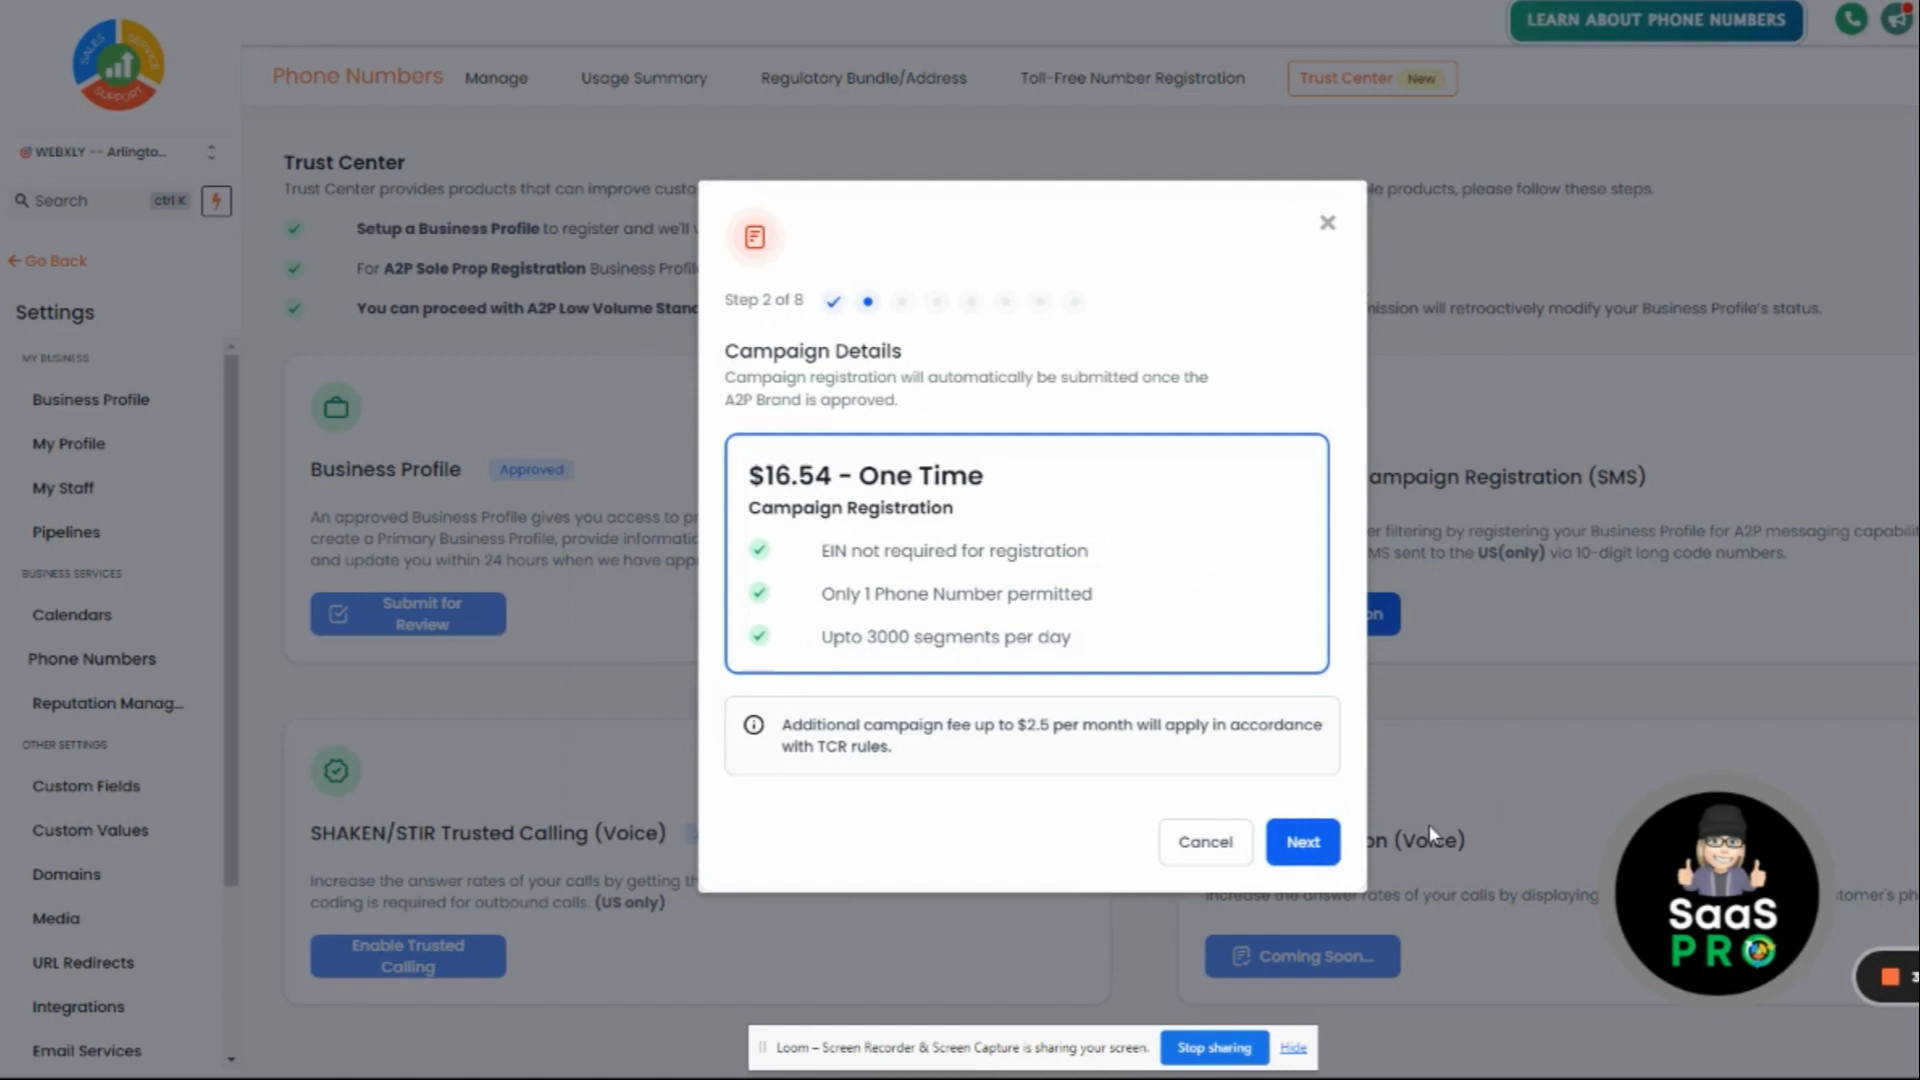 LEARN ABOUT PHONE NUMBERS
SALES
SERVICE
SUPPORT
Phone Numbers
Manage
Usage Summary
Regulatory Bundle/Address
Toll-Free Number Registration
Trust Center New
WEBXLY -- Arlingto...
Search
ctrl K
Go Back
Settings
MY BUSINESS
Business Profile
My Profile
My Staff
Pipelines
BUSINESS SERVICES
Calendars
Phone Numbers
Reputation Manag...
OTHER SETTINGS
Custom Fields
Custom Values
Domains
Media
URL Redirects
Integrations
Email Services
Trust Center
Trust Center provides products that can improve custo
le products, please follow these steps.
Setup a Business Profile to register and we'll
For A2P Sole Prop Registration Business Profil
You can proceed with A2P Low Volume Stand
mission will retroactively modify your Business Profile's status.
Business Profile Approved
An approved Business Profile gives you access to pr
create a Primary Business Profile, provide informatio
and update you within 24 hours when we have app
Submit for
Review
ampaign Registration (SMS)
er filtering by registering your Business Profile for A2P messaging capabilit
MS sent to the US(only) via 10-digit long code numbers.
on
SHAKEN/STIR Trusted Calling (Voice)
Increase the answer rates of your calls by getting th
coding is required for outbound calls. (US only)
Enable Trusted
Calling
on (Voice)
Increase the answer rates of your calls by displaying
tomer's ph
Coming Soon...
Step 2 of 8
Campaign Details
Campaign registration will automatically be submitted once the
A2P Brand is approved.
$16.54 - One Time
Campaign Registration
EIN not required for registration
Only 1 Phone Number permitted
Upto 3000 segments per day
Additional campaign fee up to $2.5 per month will apply in accordance
with TCR rules.
Cancel
Next
SaaS
PRO
Loom – Screen Recorder & Screen Capture is sharing your screen.
Stop sharing
Hide